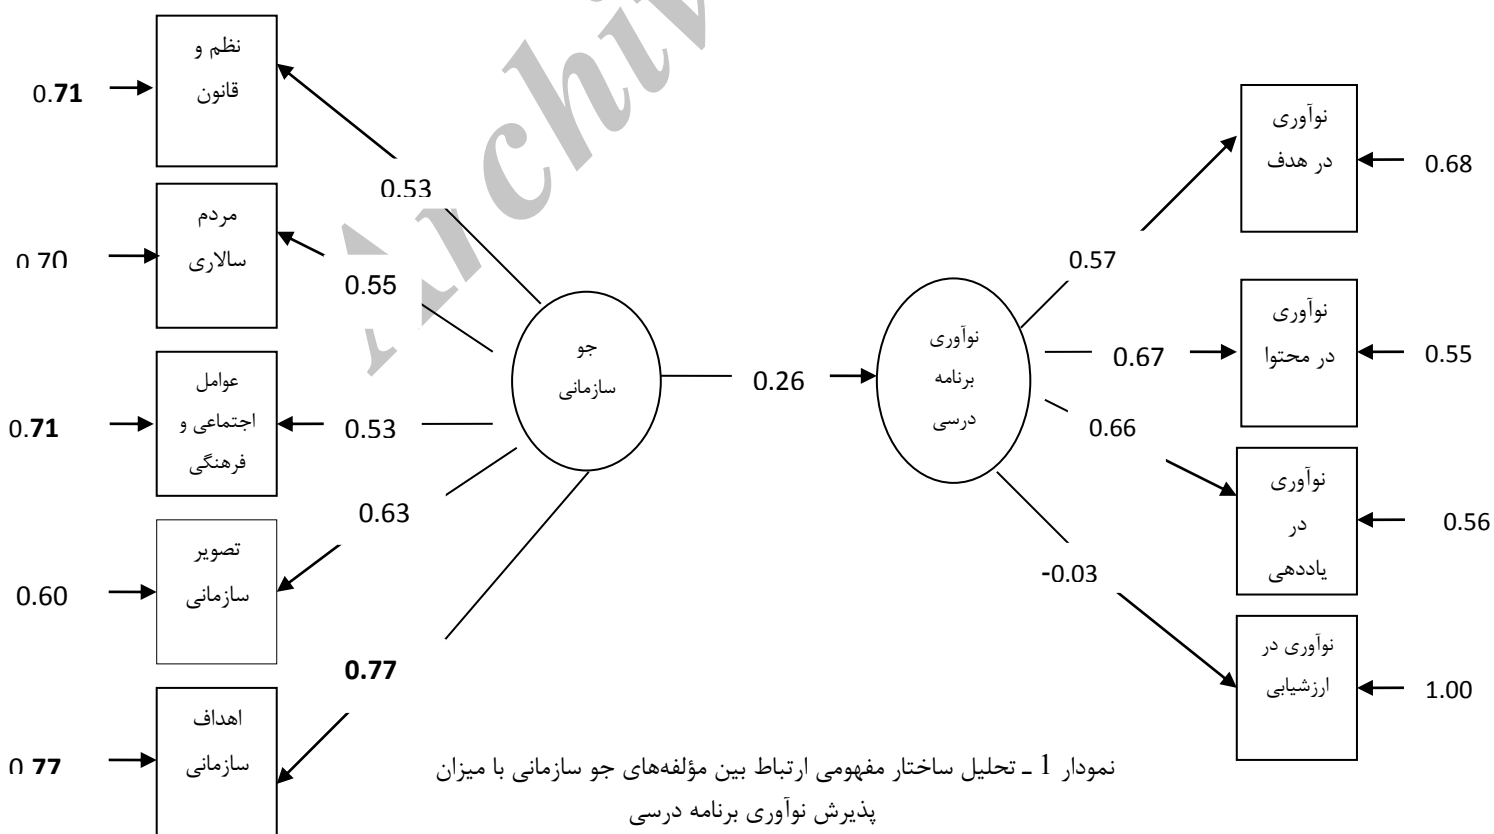 نظم و
قانون
0.71
0.53
مردم
سالاری
0.70
0.55
عوامل
اجتماعی و
فرهنگی
0.71
0.53
تصویر
سازمانی
0.60
0.63
اهداف
سازمانی
0.77
0.77
جو
سازمانی
0.26
نوآوری
برنامه
درسی
نوآوری
در هدف
0.57
0.68
نوآوری
در محتوا
0.67
0.55
نوآوری
در
یاددهی
0.66
0.56
نوآوری در
ارزشیابی
-0.03
1.00
نمودار 1 ـ تحلیل ساختار مفهومی ارتباط بین مؤلفه‌های جو سازمانی با میزان
پذیرش نوآوری برنامه درسی